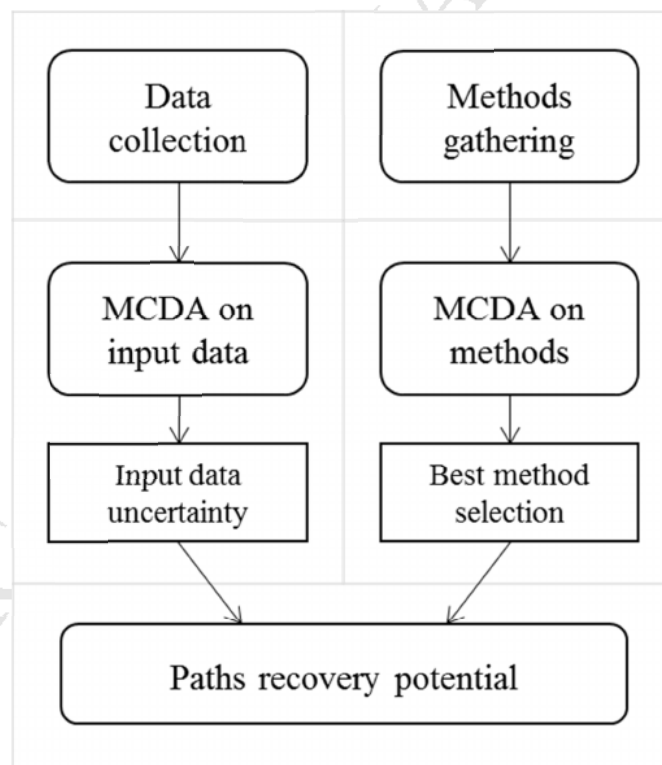 Data
collection
Methods
gathering
MCDA on
input data
MCDA on
methods
Input data
uncertainty
Best method
selection
Paths recovery potential